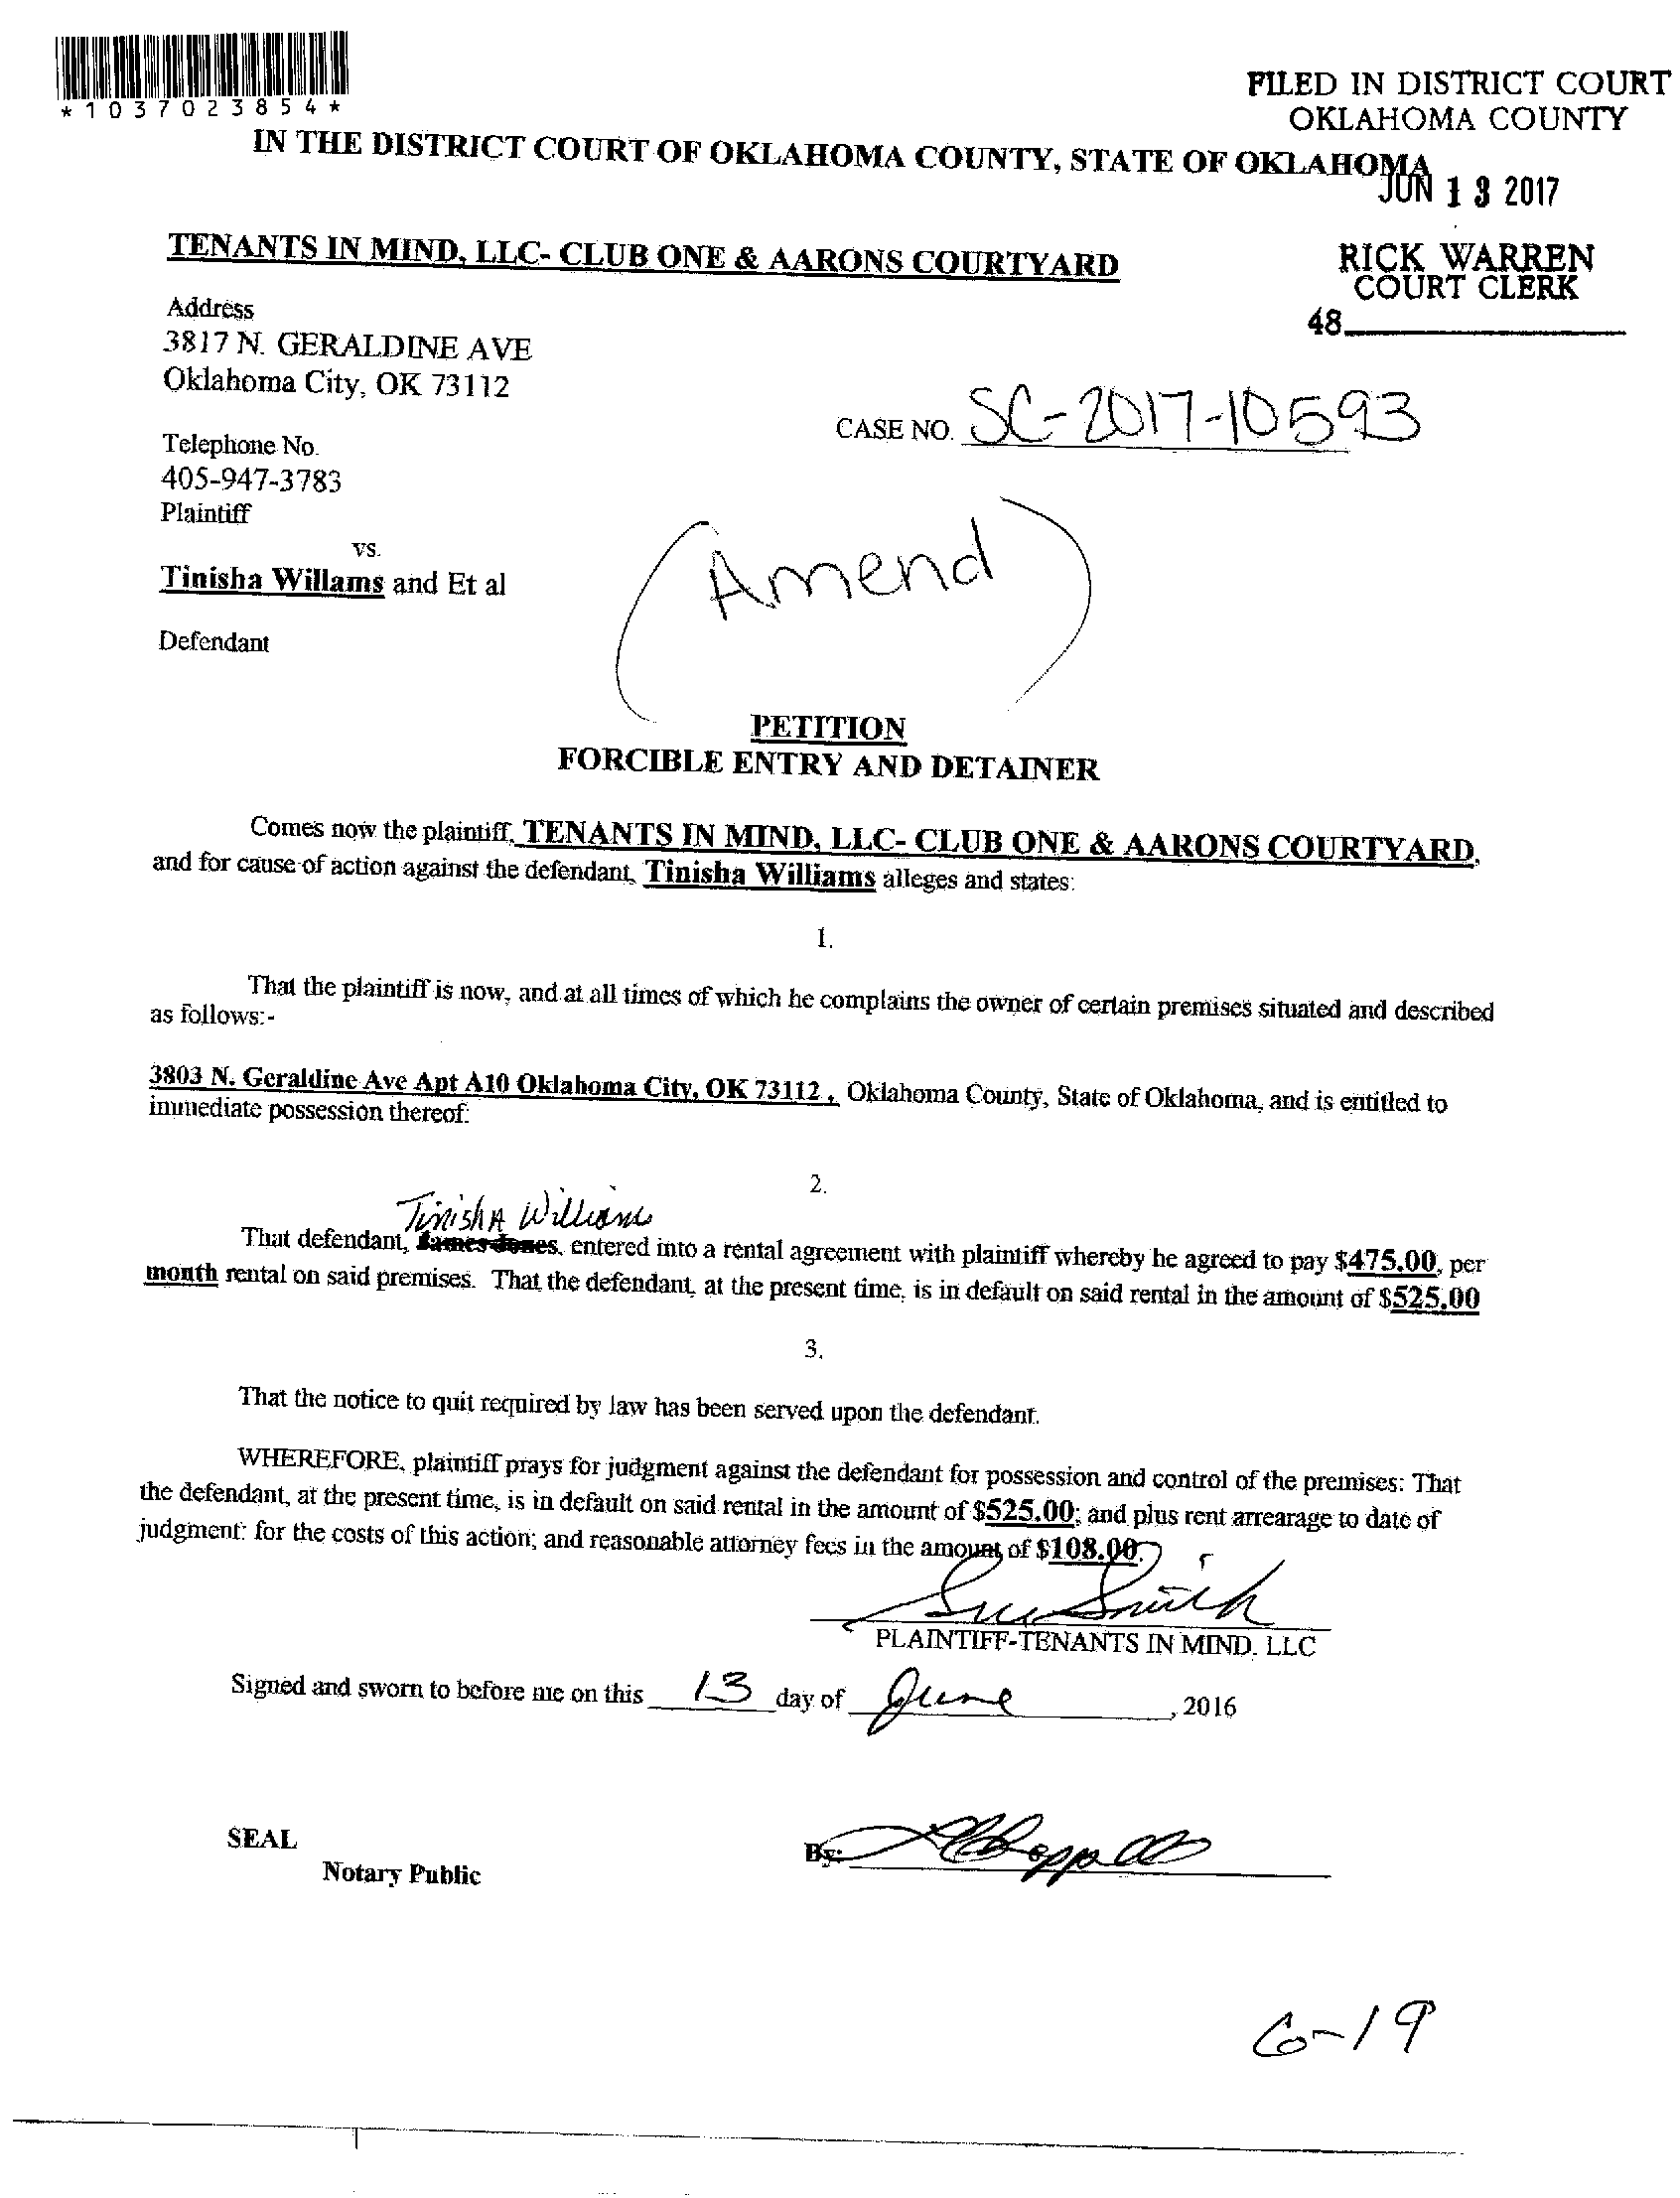 *1037023854*
FILED IN DISTRICT COURT
OKLAHOMA COUNTY
IN THE DISTRICT COURT OF OKLAHOMA COUNTY, STATE OF OKLAHOMA
JUN 13 2017
TENANTS IN MIND, LLC- CLUB ONE & AARONS COURTYARD
RICK WARREN
COURT CLERK
48
Address
3817 N. GERALDINE AVE
Oklahoma City, OK 73112
CASE NO. SC-2017-10593
Telephone No.
405-947-3783
Plaintiff
vs.
(Amend)
Tinisha Willams and Et al
Defendant
PETITION
FORCIBLE ENTRY AND DETAINER
Comes now the plaintiff, TENANTS IN MIND, LLC- CLUB ONE & AARONS COURTYARD,
and for cause of action against the defendant, Tinisha Williams alleges and states:
1.
That the plaintiff is now, and at all times of which he complains the owner of certain premises situated and described
as follows:-
3803 N. Geraldine Ave Apt A10 Oklahoma City, OK 73112 , Oklahoma County, State of Oklahoma, and is entitled to
immediate possession thereof:
2.
Tinisha Williams
That defendant, James Jones, entered into a rental agreement with plaintiff whereby he agreed to pay $475.00, per
month rental on said premises. That the defendant, at the present time, is in default on said rental in the amount of $525.00
3.
That the notice to quit required by law has been served upon the defendant.
WHEREFORE, plaintiff prays for judgment against the defendant for possession and control of the premises: That
the defendant, at the present time, is in default on said rental in the amount of $525.00; and plus rent arrearage to date of
judgment: for the costs of this action; and reasonable attorney fees in the amount of $108.00.
Sue Smith
PLAINTIFF-TENANTS IN MIND, LLC
Signed and sworn to before me on this 13 day of June, 2016
SEAL
By:
Notary Public
6-19